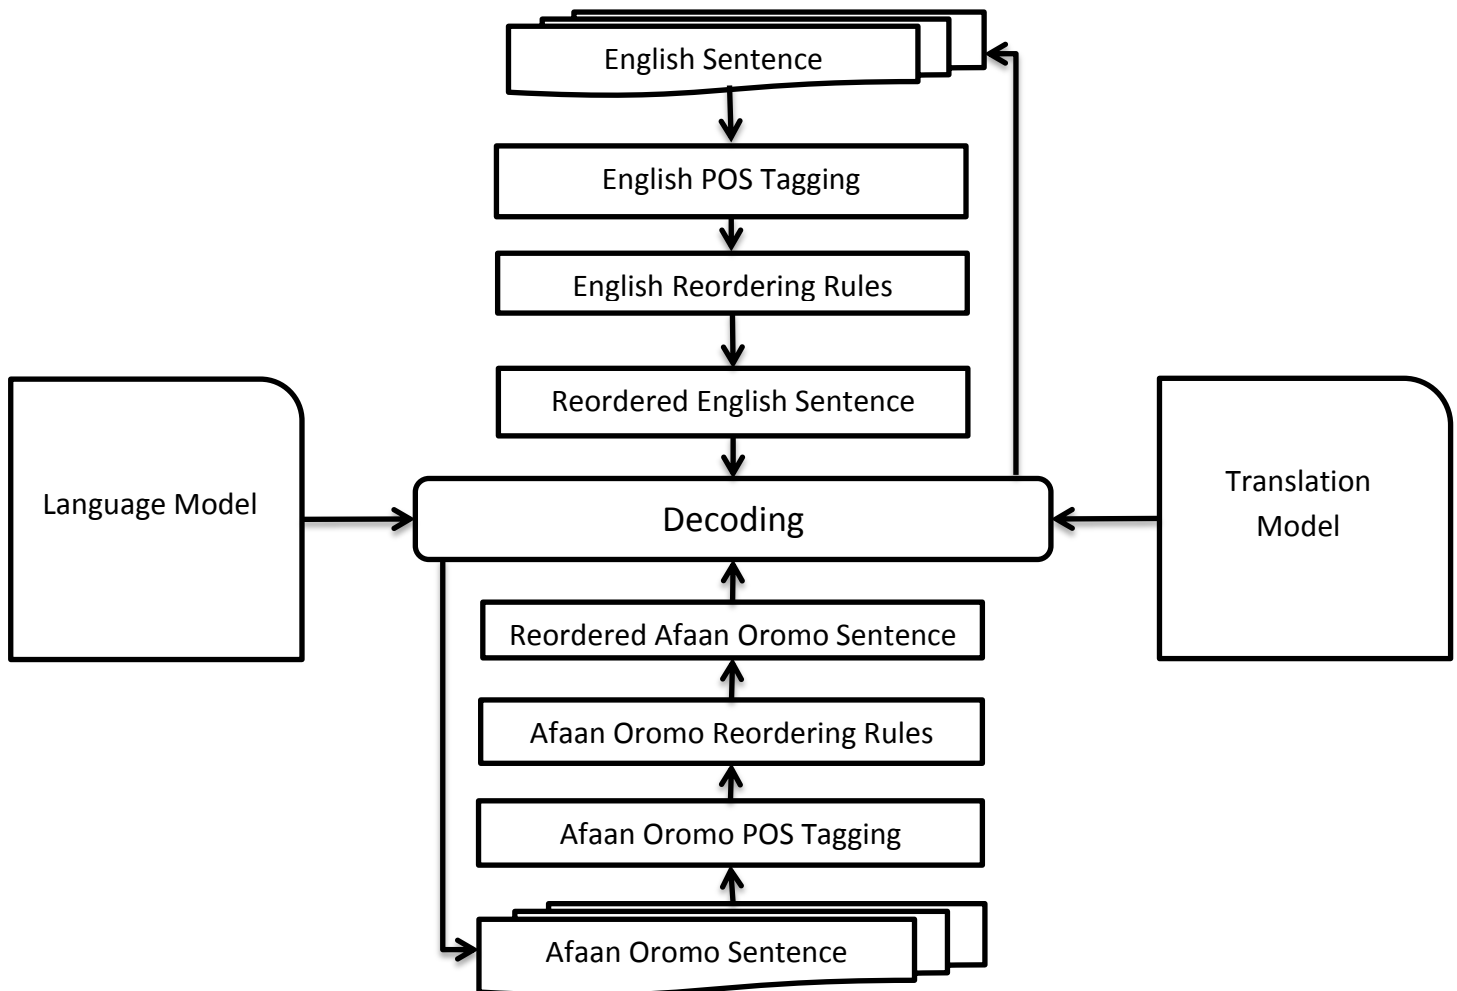 English Sentence
English POS Tagging
English Reordering Rules
Reordered English Sentence
Language Model
Decoding
Translation
Model
Reordered Afaan Oromo Sentence
Afaan Oromo Reordering Rules
Afaan Oromo POS Tagging
Afaan Oromo Sentence